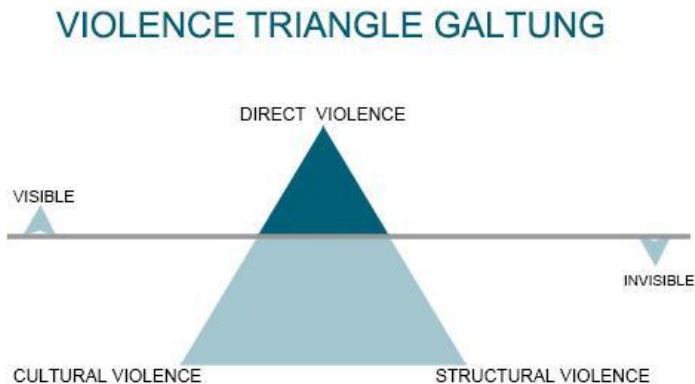 VIOLENCE TRIANGLE GALTUNG
DIRECT VIOLENCE
VISIBLE
INVISIBLE
CULTURAL VIOLENCE
STRUCTURAL VIOLENCE